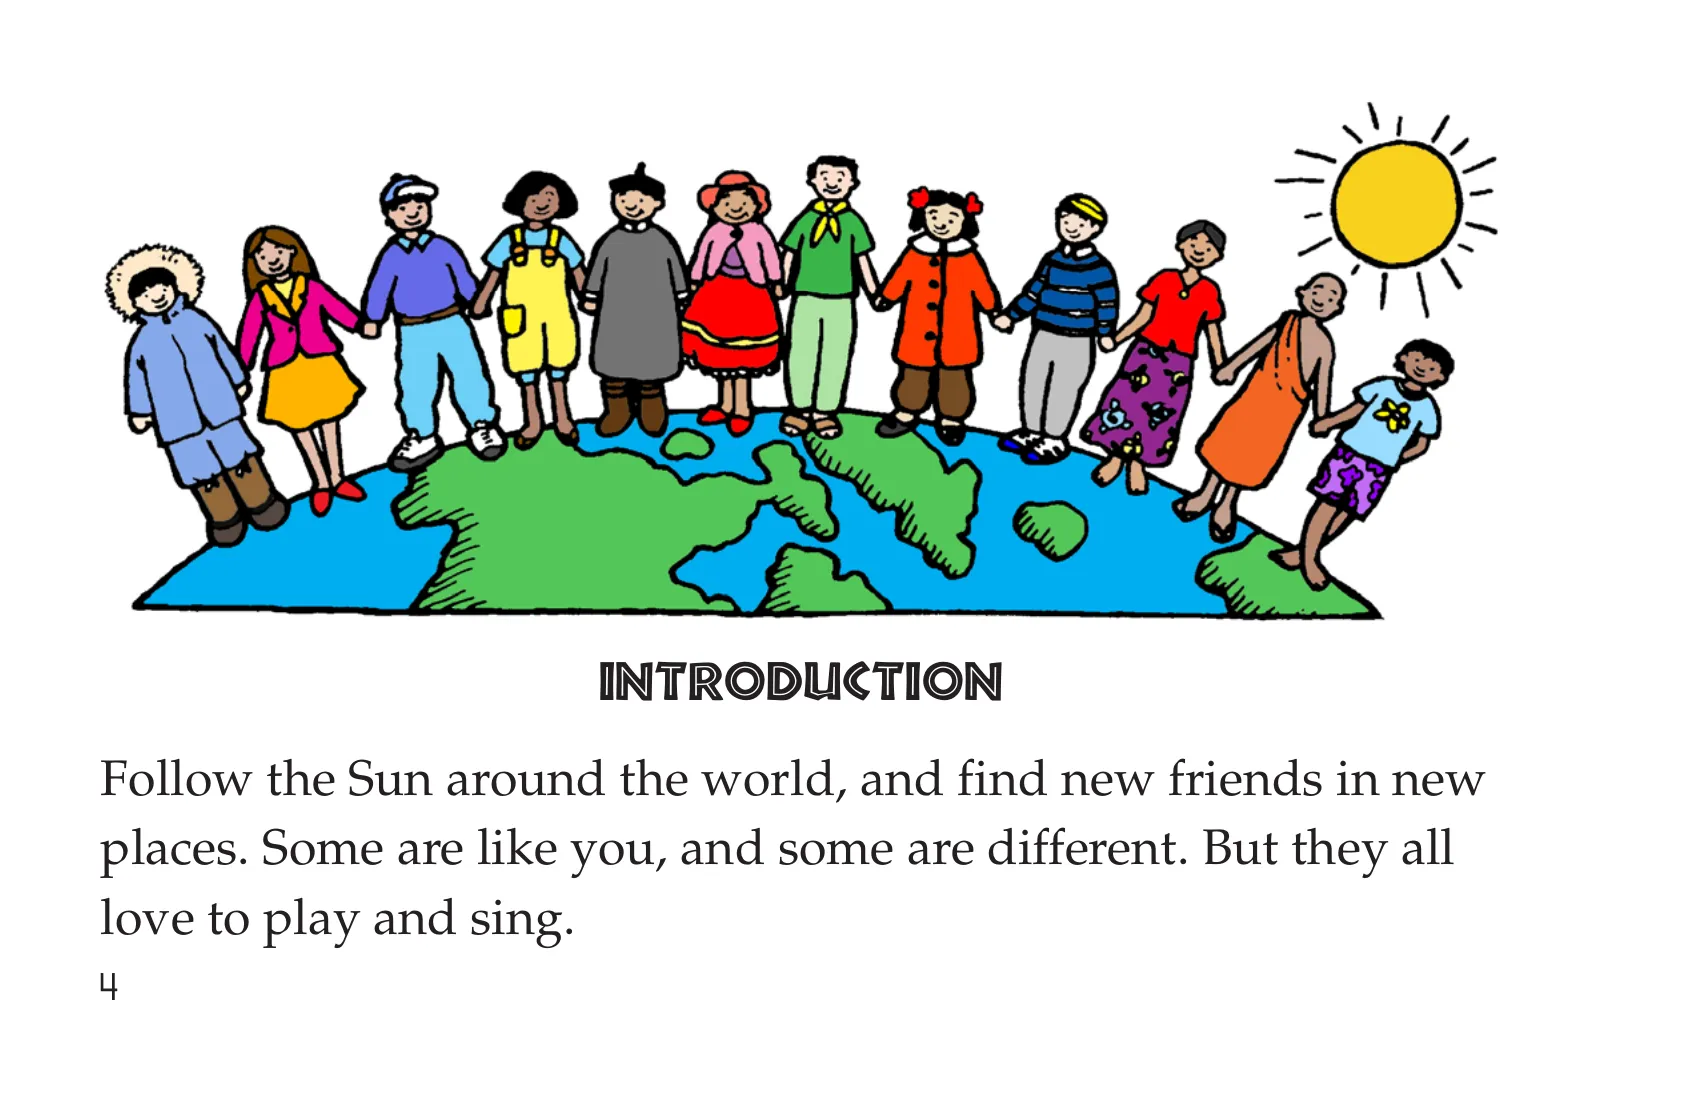 INTRODUCTION
Follow the Sun around the world, and find new friends in new
places. Some are like you, and some are different. But they all
love to play and sing.
4